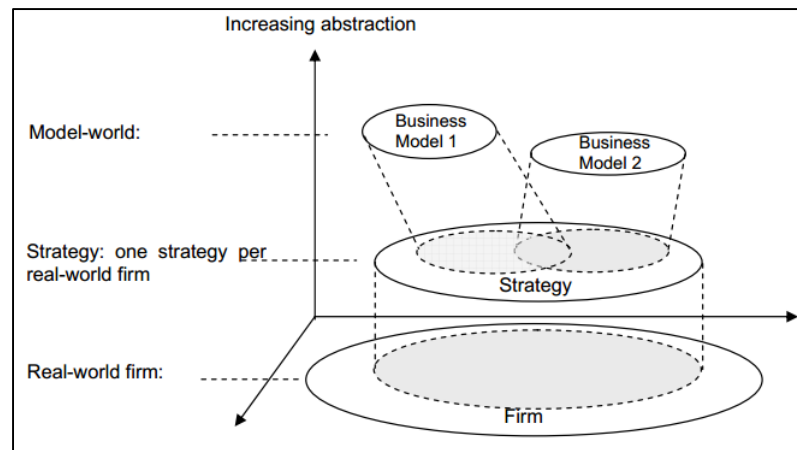 Increasing abstraction
Model-world:
Business
Model 1
Business
Model 2
Strategy: one strategy per
real-world firm
Strategy
Real-world firm:
Firm